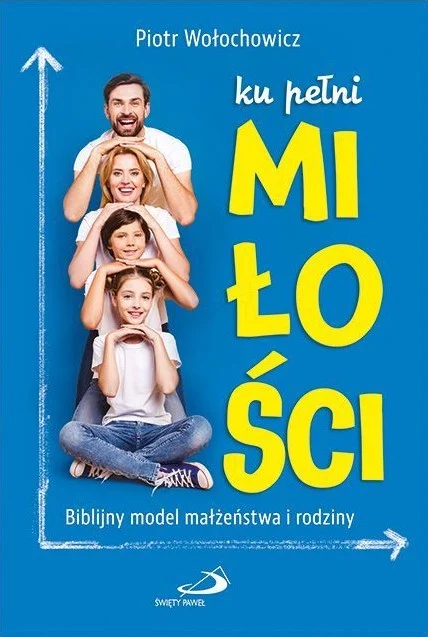 Piotr Wołochowicz
ku pełni
MI
ŁO
ŚCI
Biblijny model małżeństwa i rodziny
ŚWIĘTY PAWEŁ